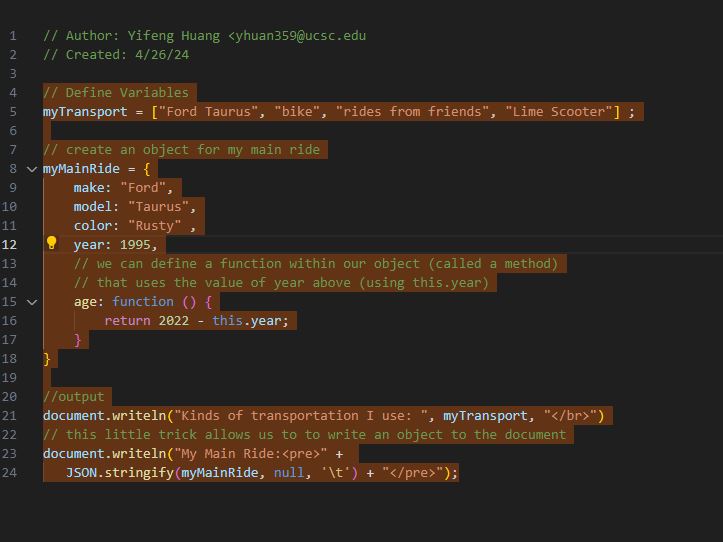 1 // Author: Yifeng Huang <yhuan359@ucsc.edu
2 // Created: 4/26/24
3
4 // Define Variables
5 myTransport = ["Ford Taurus", "bike", "rides from friends", "Lime Scooter"] ;
6
7 // create an object for my main ride
8 myMainRide = {
9     make: "Ford",
10     model: "Taurus",
11     color: "Rusty" ,
12     year: 1995,
13     // we can define a function within our object (called a method)
14     // that uses the value of year above (using this.year)
15     age: function () {
16         return 2022 - this.year;
17     }
18 }
19
20 //output
21 document.writeln("Kinds of transportation I use: ", myTransport, "</br>")
22 // this little trick allows us to to write an object to the document
23 document.writeln("My Main Ride:<pre>" +
24    JSON.stringify(myMainRide, null, '\t') + "</pre>");